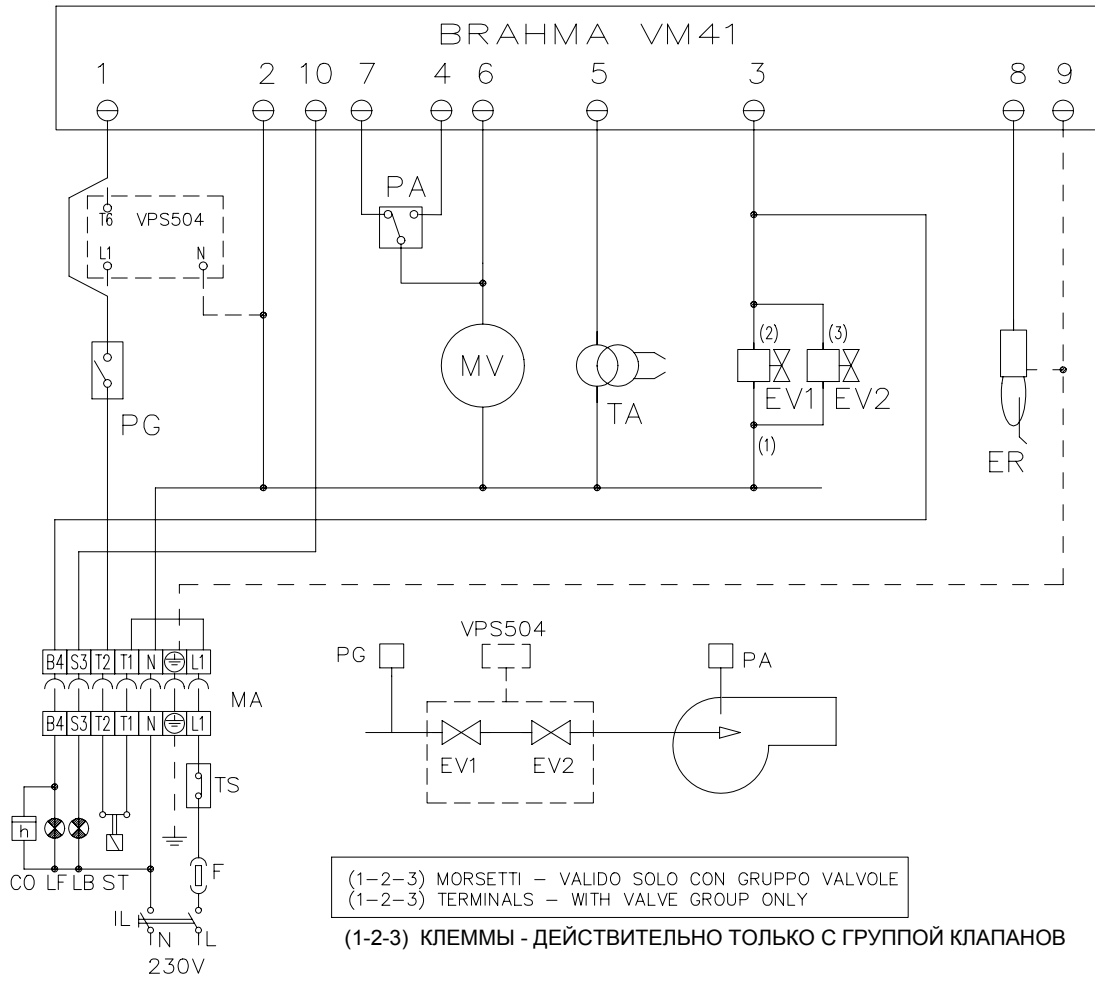 BRAHMA VM41
1 2 10 7 4 6 5 3 8 9
PA
T6 VPS504
L1 N
(2) (3)
MV
EV1 EV2
TA
PG
(1)
ER
VPS504
B4 S3 T2 T1 N L1
PG PA
MA
B4 S3 T2 T1 N L1
EV1 EV2
TS
h
F
CO LF LB ST
(1-2-3) MORSETTI - VALIDO SOLO CON GRUPPO VALVOLE
(1-2-3) TERMINALS - WITH VALVE GROUP ONLY
IL
N L
(1-2-3) КЛЕММЫ - ДЕЙСТВИТЕЛЬНО ТОЛЬКО С ГРУППОЙ КЛАПАНОВ
230V